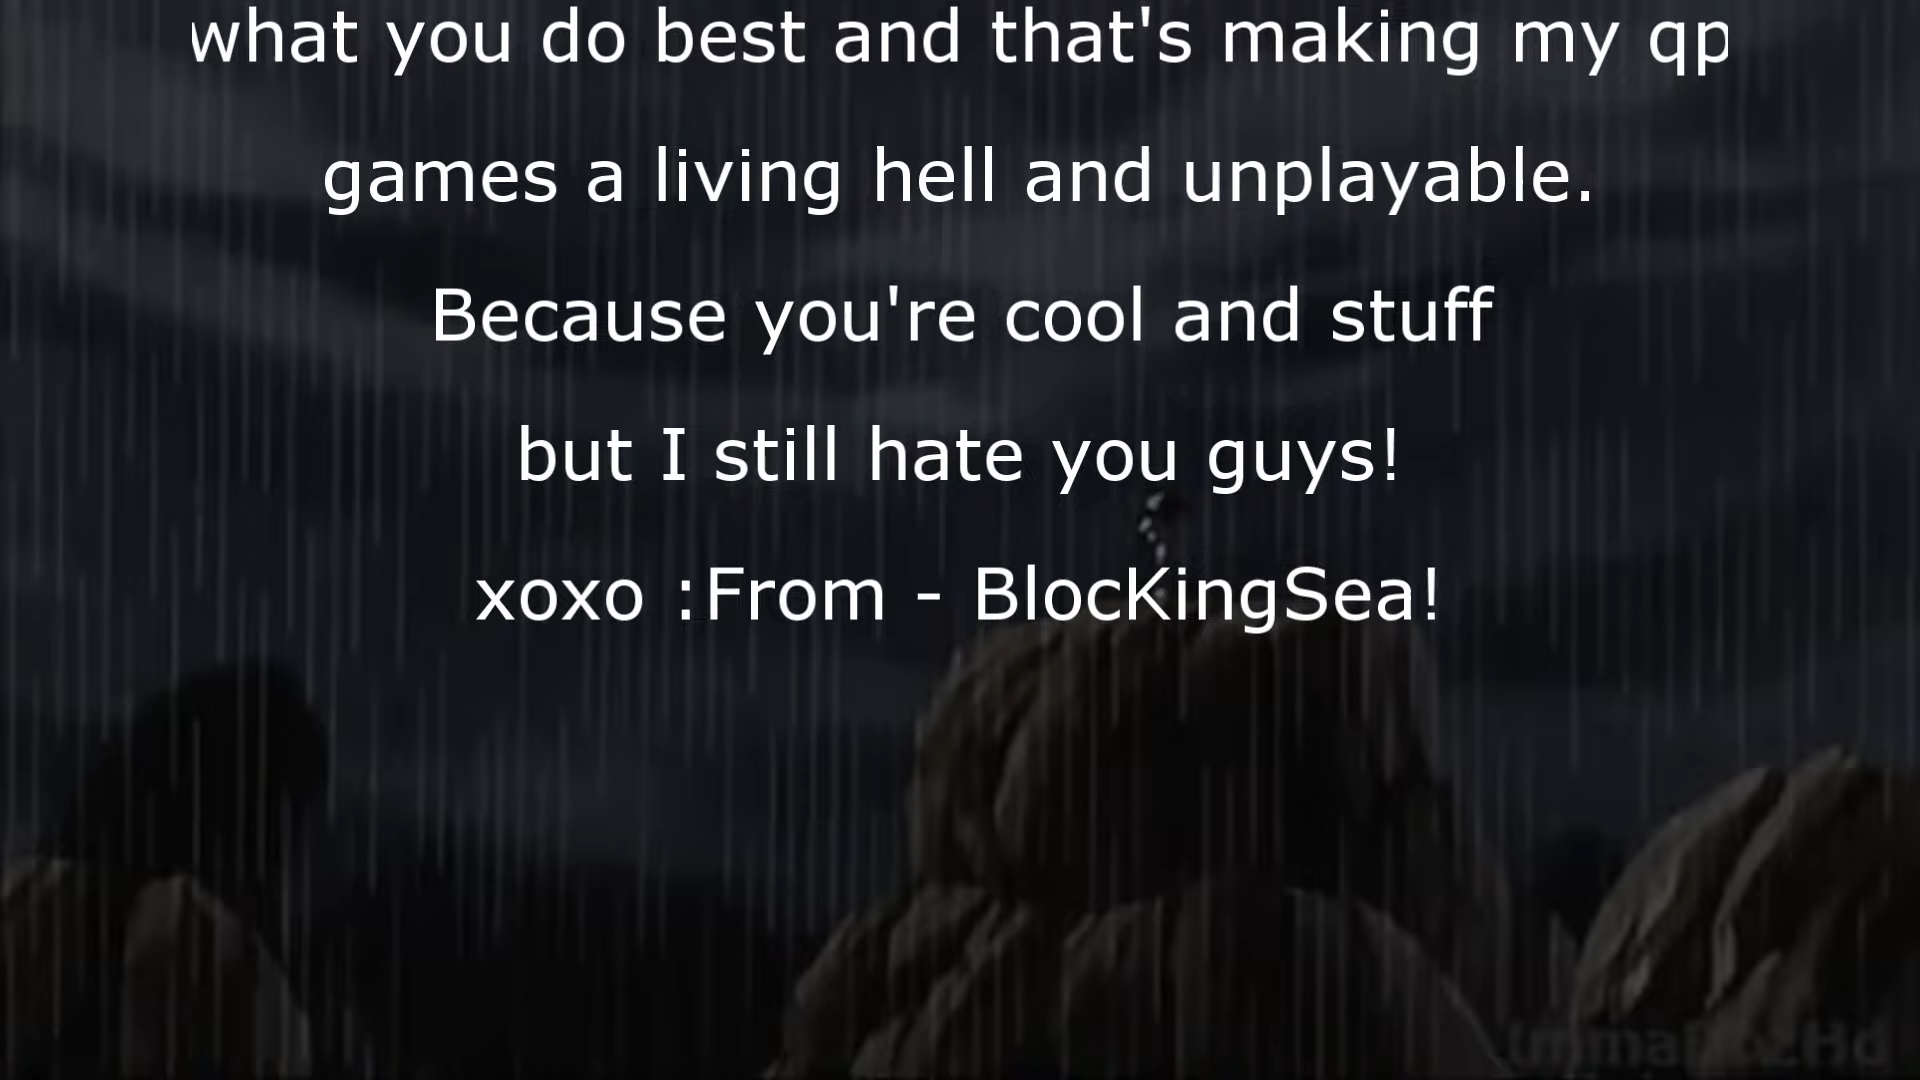 what you do best and that's making my qp
games a living hell and unplayable.
Because you're cool and stuff
but I still hate you guys!
xoxo :From - BlocKingSea!